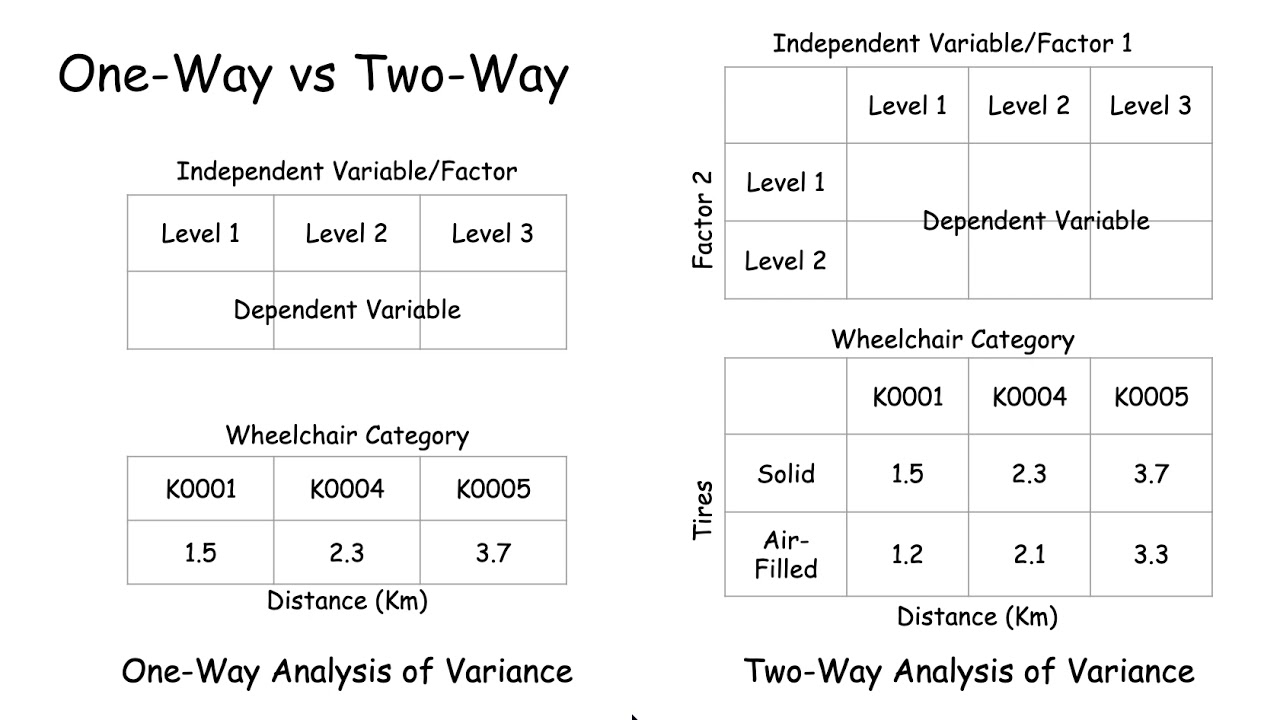 One-Way vs Two-Way
Independent Variable/Factor
Level 1 Level 2 Level 3
Dependent Variable
Wheelchair Category
K0001 K0004 K0005
1.5 2.3 3.7
Distance (Km)
One-Way Analysis of Variance
Independent Variable/Factor 1
Level 1 Level 2 Level 3
Factor 2
Level 1
Dependent Variable
Level 2
Wheelchair Category
K0001 K0004 K0005
Tires
Solid 1.5 2.3 3.7
Air-
Filled 1.2 2.1 3.3
Distance (Km)
Two-Way Analysis of Variance